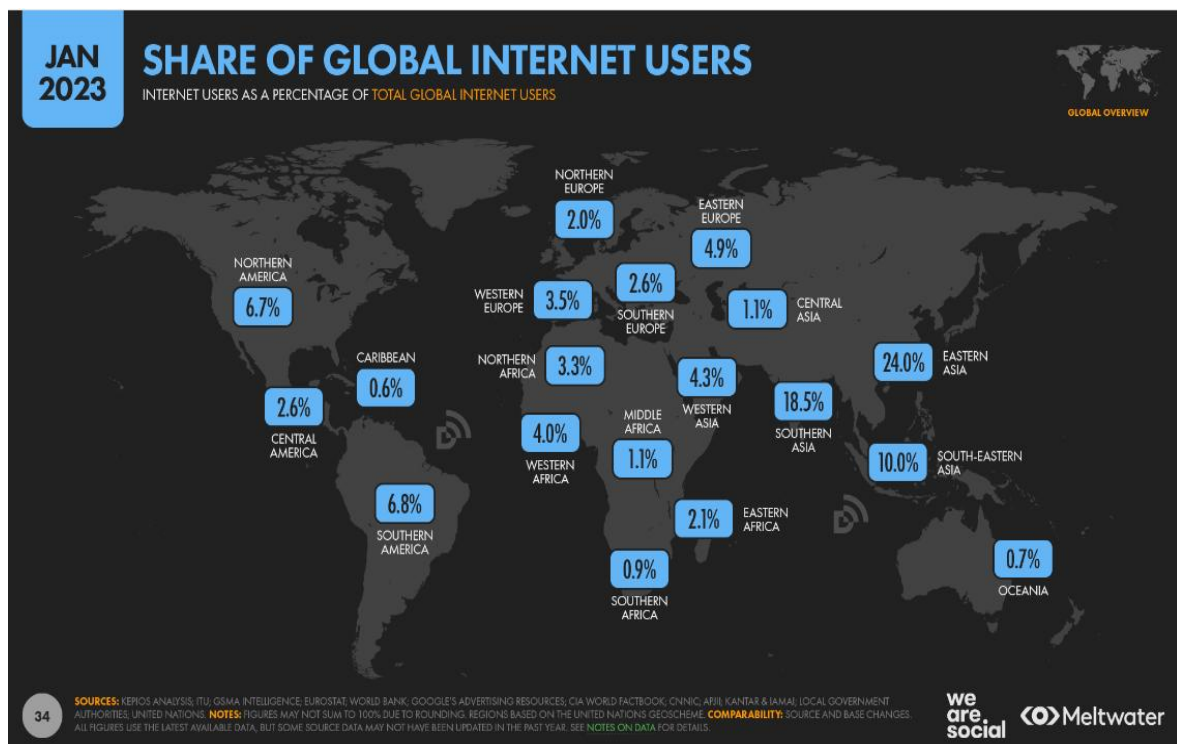 JAN
2023
SHARE OF GLOBAL INTERNET USERS
INTERNET USERS AS A PERCENTAGE OF TOTAL GLOBAL INTERNET USERS
GLOBAL OVERVIEW
NORTHERN
EUROPE
2.0%
EASTERN
EUROPE
4.9%
NORTHERN
AMERICA
6.7%
WESTERN
EUROPE
3.5%
2.6%
SOUTHERN
EUROPE
1.1%
CENTRAL
ASIA
CARIBBEAN
0.6%
NORTHERN
AFRICA
3.3%
4.3%
WESTERN
ASIA
24.0%
EASTERN
ASIA
2.6%
CENTRAL
AMERICA
4.0%
WESTERN
AFRICA
MIDDLE
AFRICA
1.1%
18.5%
SOUTHERN
ASIA
10.0%
SOUTH-EASTERN
ASIA
6.8%
SOUTHERN
AMERICA
2.1%
EASTERN
AFRICA
0.9%
SOUTHERN
AFRICA
0.7%
OCEANIA
34
SOURCES: KEPIOS ANALYSIS; ITU; GSMA INTELLIGENCE; EUROSTAT; WORLD BANK; GOOGLE'S ADVERTISING RESOURCES; CIA WORLD FACTBOOK; CNNIC; APJII; KANTAR & IAMAI; LOCAL GOVERNMENT
AUTHORITIES; UNITED NATIONS. NOTES: FIGURES MAY NOT SUM TO 100% DUE TO ROUNDING. REGIONS BASED ON THE UNITED NATIONS GEOSCHEME. COMPARABILITY: SOURCE AND BASE CHANGES.
ALL FIGURES USE THE LATEST AVAILABLE DATA, BUT SOME SOURCE DATA MAY NOT HAVE BEEN UPDATED IN THE PAST YEAR. SEE NOTES ON DATA FOR DETAILS.
we
are
social
Meltwater